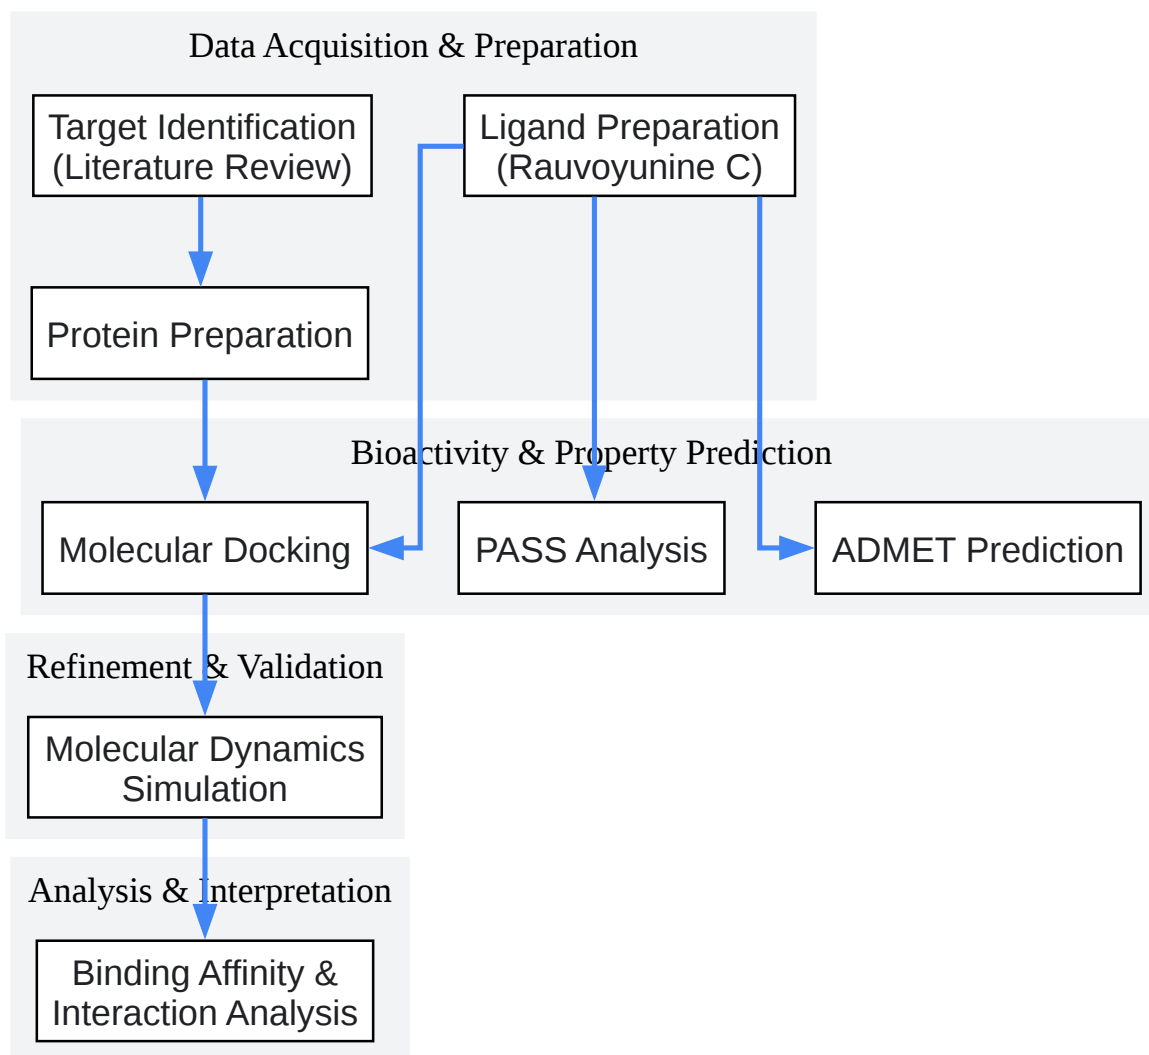 Data Acquisition & Preparation
Target Identification
(Literature Review)
Ligand Preparation
(Rauvoyunine C)
Protein Preparation
Bioactivity & Property Prediction
Molecular Docking
PASS Analysis
ADMET Prediction
Refinement & Validation
Molecular Dynamics
Simulation
Analysis & Interpretation
Binding Affinity &
Interaction Analysis